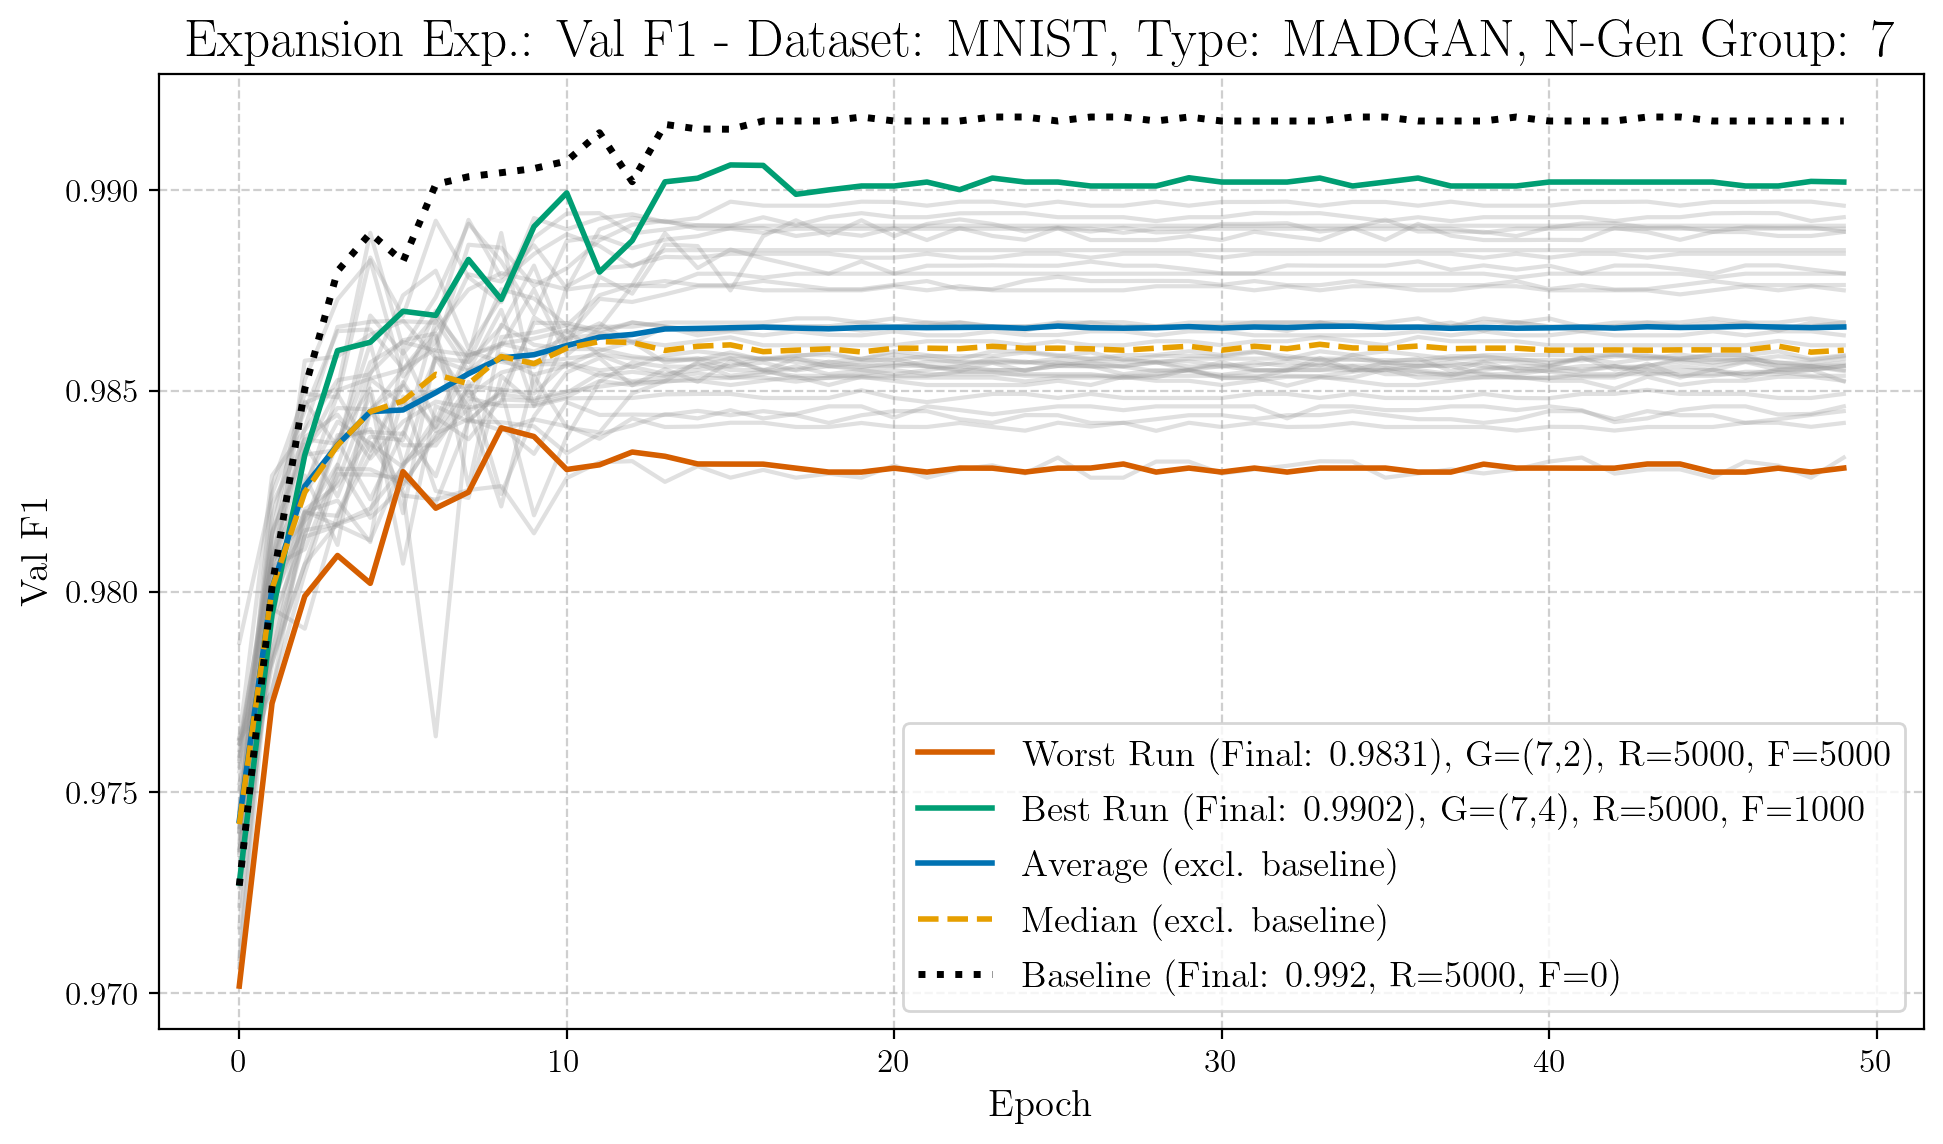 Expansion Exp.: Val F1 - Dataset: MNIST, Type: MADGAN, N-Gen Group: 7
Val F1
0.990
0.985
0.980
0.975
0.970
Worst Run (Final: 0.9831), G=(7,2), R=5000, F=5000
Best Run (Final: 0.9902), G=(7,4), R=5000, F=1000
Average (excl. baseline)
Median (excl. baseline)
Baseline (Final: 0.992, R=5000, F=0)
0 10 20 30 40 50
Epoch